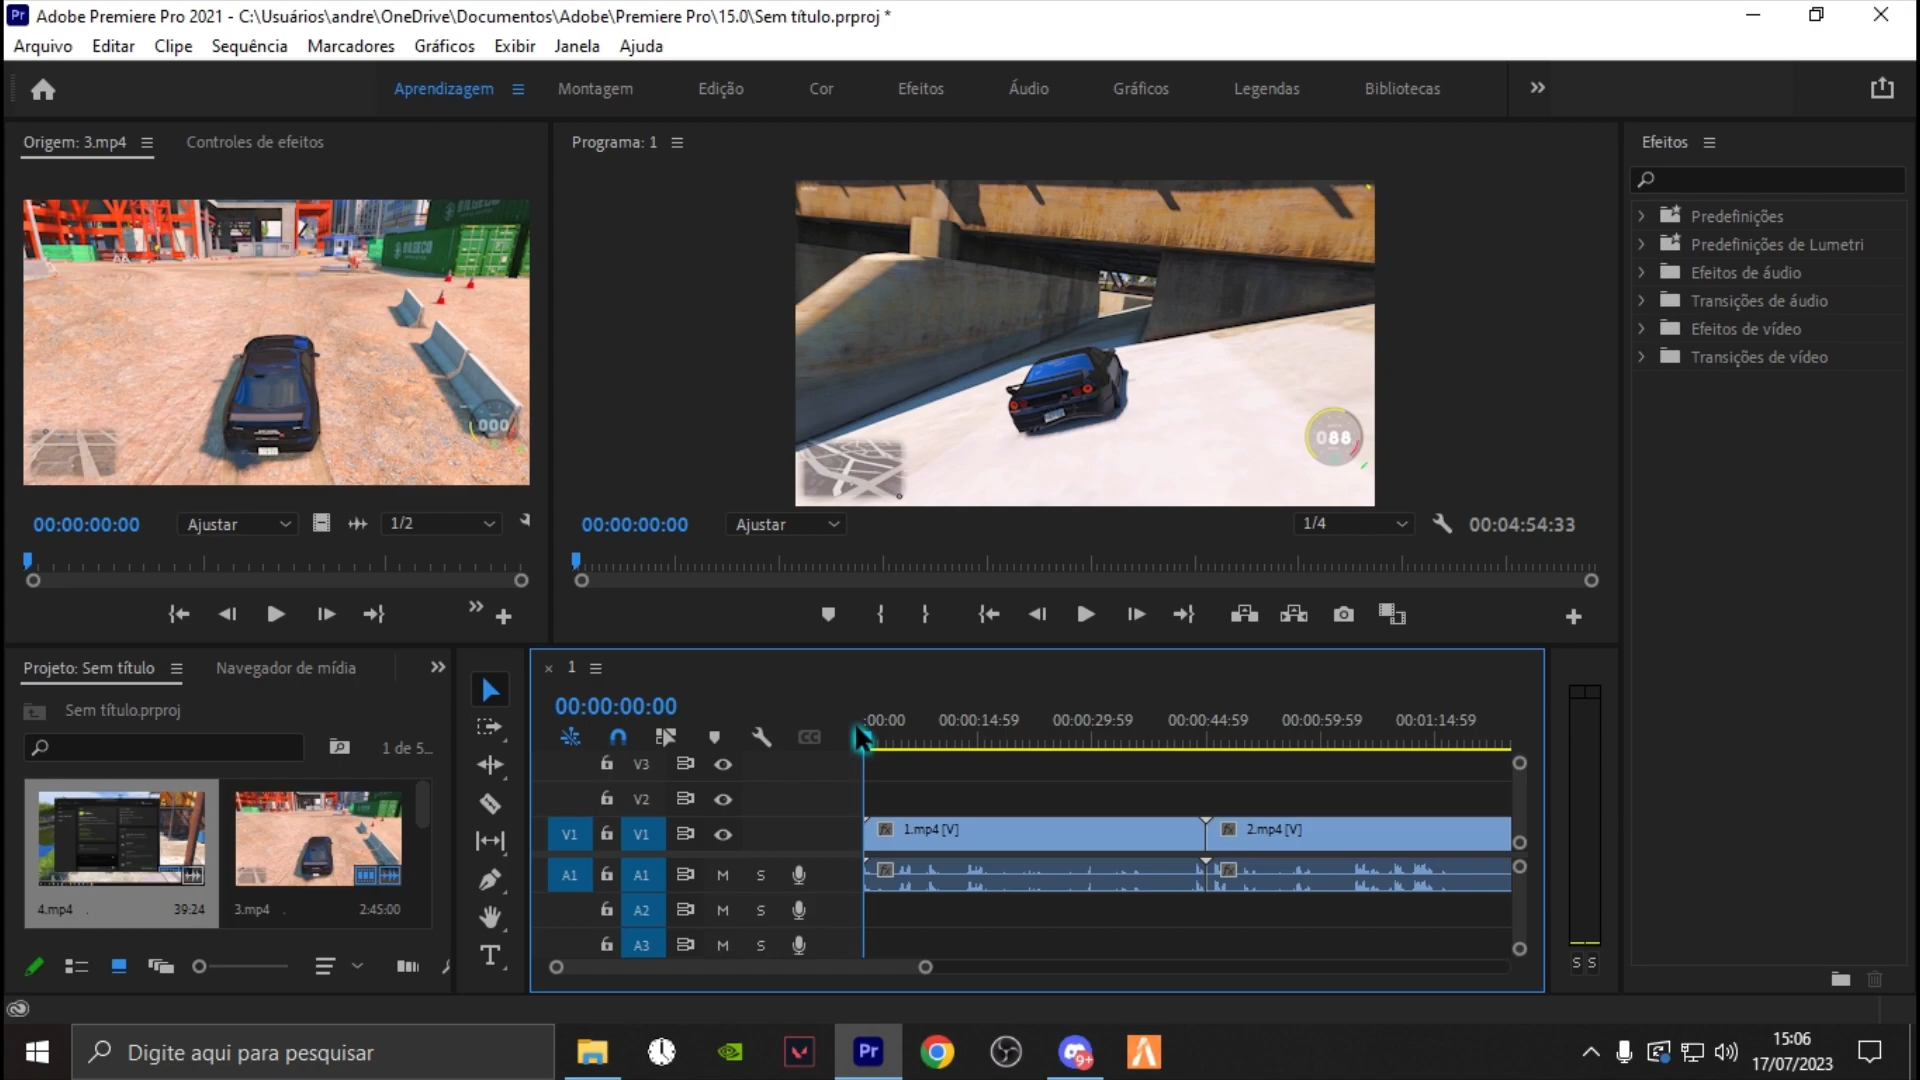 Adobe Premiere Pro 2021 - C:\Usuários\andre\OneDrive\Documentos\Adobe\Premiere Pro\15.0\Sem título.prproj *
Arquivo Editar Clipe Sequência Marcadores Gráficos Exibir Janela Ajuda
Aprendizagem Montagem Edição Cor Efeitos Áudio Gráficos Legendas Bibliotecas
Origem: 3.mp4 Controles de efeitos
Programa: 1
Efeitos
Predefinições
Predefinições de Lumetri
Efeitos de áudio
Transições de áudio
Efeitos de vídeo
Transições de vídeo
000
088
00:00:00:00 Ajustar 1/2
00:00:00:00 Ajustar 1/4 00:04:54:33
Projeto: Sem título Navegador de mídia
Sem título.prproj
1 de 5...
4.mp4 39:24
3.mp4 2:45:00
1
00:00:00:00
:00:00 00:00:14:59 00:00:29:59 00:00:44:59 00:00:59:59 00:01:14:59
V3
V2
V1 V1 1.mp4 [V] 2.mp4 [V]
A1 A1 M S
A2 M S
A3 M S
S S
Digite aqui para pesquisar
Pr
9+
15:06
17/07/2023